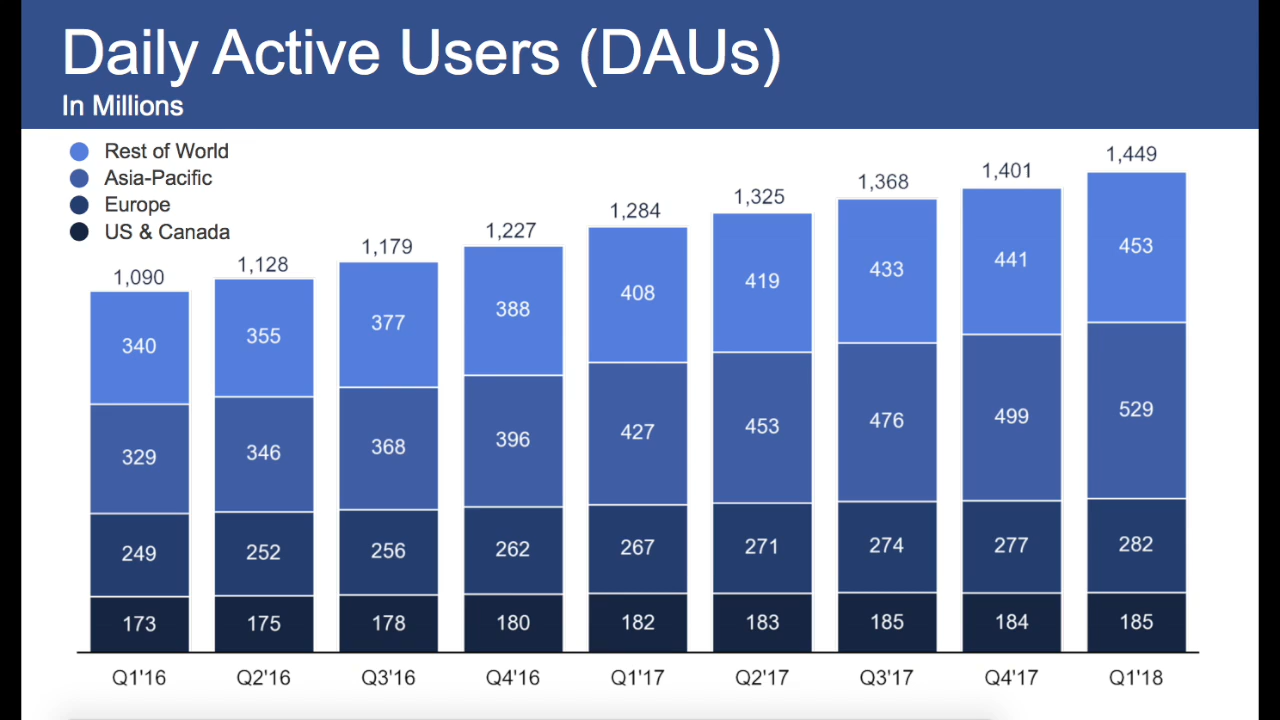 Daily Active Users (DAUs)
In Millions
Rest of World
Asia-Pacific
Europe
US & Canada
1,090 1,128 1,179 1,227 1,284 1,325 1,368 1,401 1,449
340 355 377 388 408 419 433 441 453
329 346 368 396 427 453 476 499 529
249 252 256 262 267 271 274 277 282
173 175 178 180 182 183 185 184 185
Q1'16 Q2'16 Q3'16 Q4'16 Q1'17 Q2'17 Q3'17 Q4'17 Q1'18